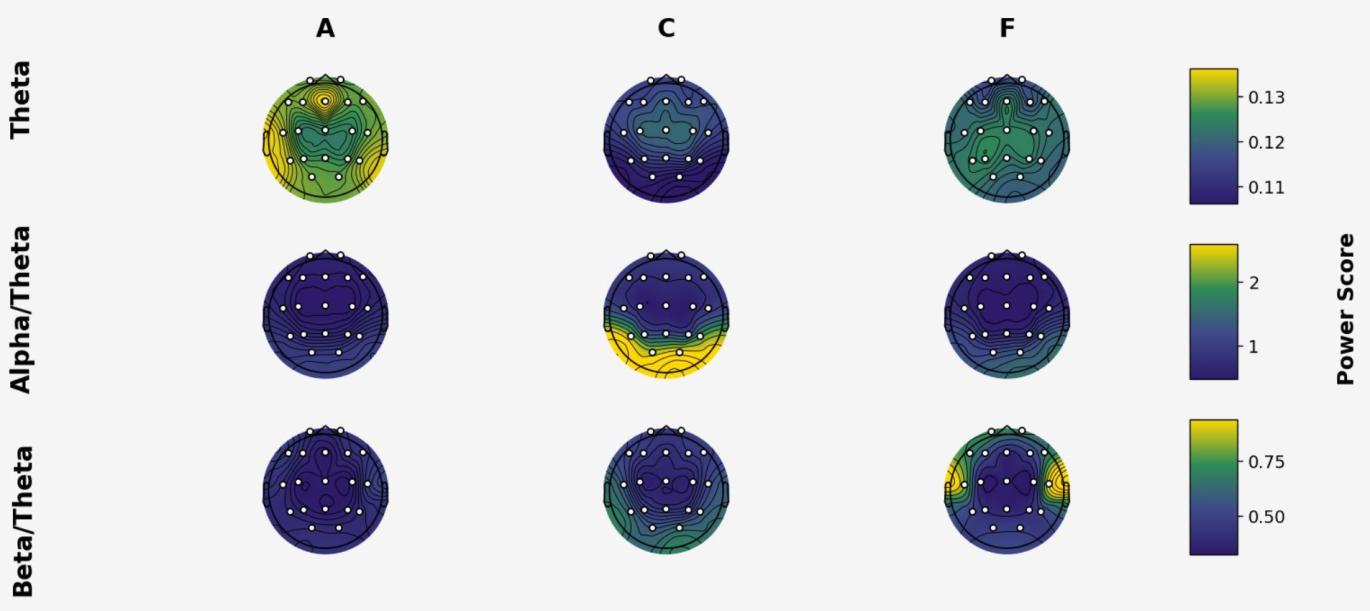 A C F
Theta
0.13
0.12
0.11
Alpha/Theta
2
1
Power Score
Beta/Theta
0.75
0.50